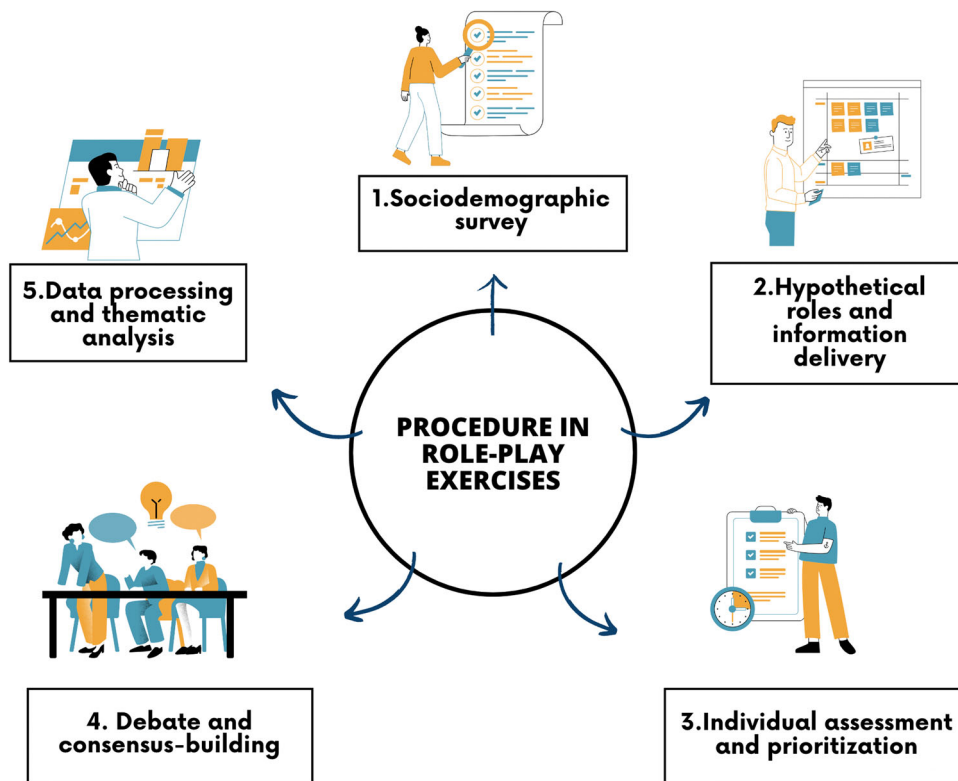 1.Sociodemographic
survey
2.Hypothetical
roles and
information
delivery
3.Individual assessment
and prioritization
4. Debate and
consensus-building
5.Data processing
and thematic
analysis
PROCEDURE IN
ROLE-PLAY
EXERCISES